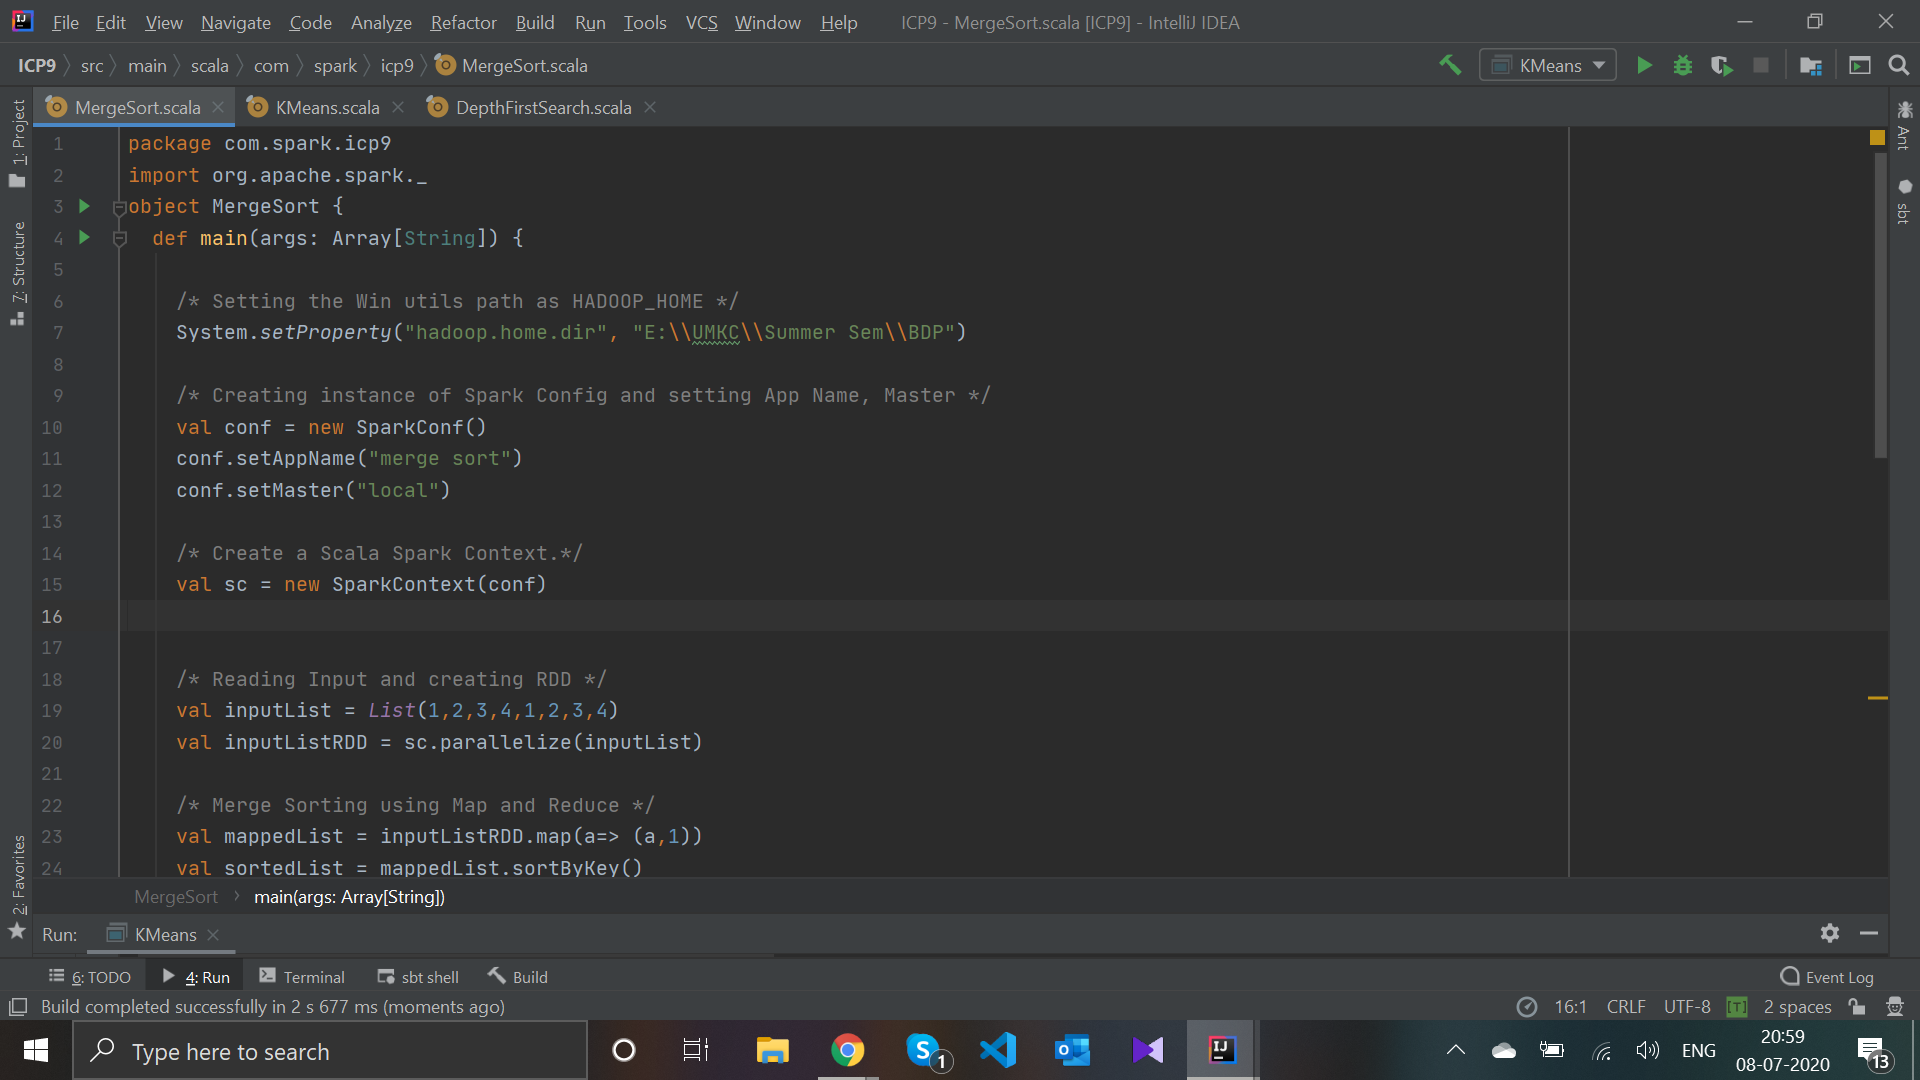 File Edit View Navigate Code Analyze Refactor Build Run Tools VCS Window Help ICP9 - MergeSort.scala [ICP9] - IntelliJ IDEA
ICP9 src main scala com spark icp9 MergeSort.scala KMeans
MergeSort.scala KMeans.scala DepthFirstSearch.scala
1: Project
7: Structure
2: Favorites
Ant
sbt
1 package com.spark.icp9
2 import org.apache.spark._
3 object MergeSort {
4 def main(args: Array[String]) {
5
6 /* Setting the Win utils path as HADOOP_HOME */
7 System.setProperty("hadoop.home.dir", "E:\\UMKC\\Summer Sem\\BDP")
8
9 /* Creating instance of Spark Config and setting App Name, Master */
10 val conf = new SparkConf()
11 conf.setAppName("merge sort")
12 conf.setMaster("local")
13
14 /* Create a Scala Spark Context.*/
15 val sc = new SparkContext(conf)
16
17
18 /* Reading Input and creating RDD */
19 val inputList = List(1,2,3,4,1,2,3,4)
20 val inputListRDD = sc.parallelize(inputList)
21
22 /* Merge Sorting using Map and Reduce */
23 val mappedList = inputListRDD.map(a=> (a,1))
24 val sortedList = mappedList.sortByKey()
MergeSort main(args: Array[String])
Run: KMeans
6: TODO 4: Run Terminal sbt shell Build Event Log
Build completed successfully in 2 s 677 ms (moments ago) 16:1 CRLF UTF-8 [T] 2 spaces
Type here to search S 1 IJ ENG 20:59
08-07-2020 13